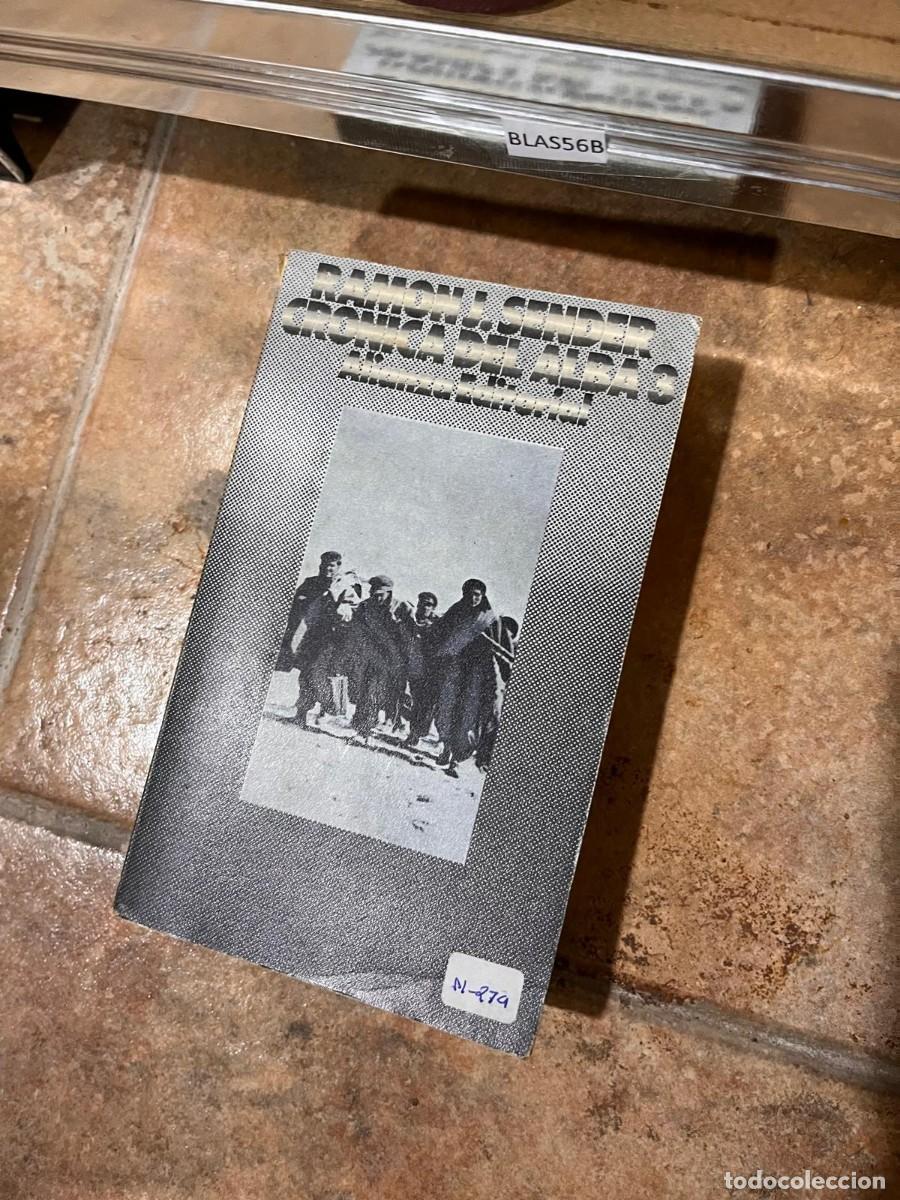 BLAS56B
RAMON J. SENDER
CRONICA DEL ALBA 3
Alianza Editorial
N-279
todocoleccion